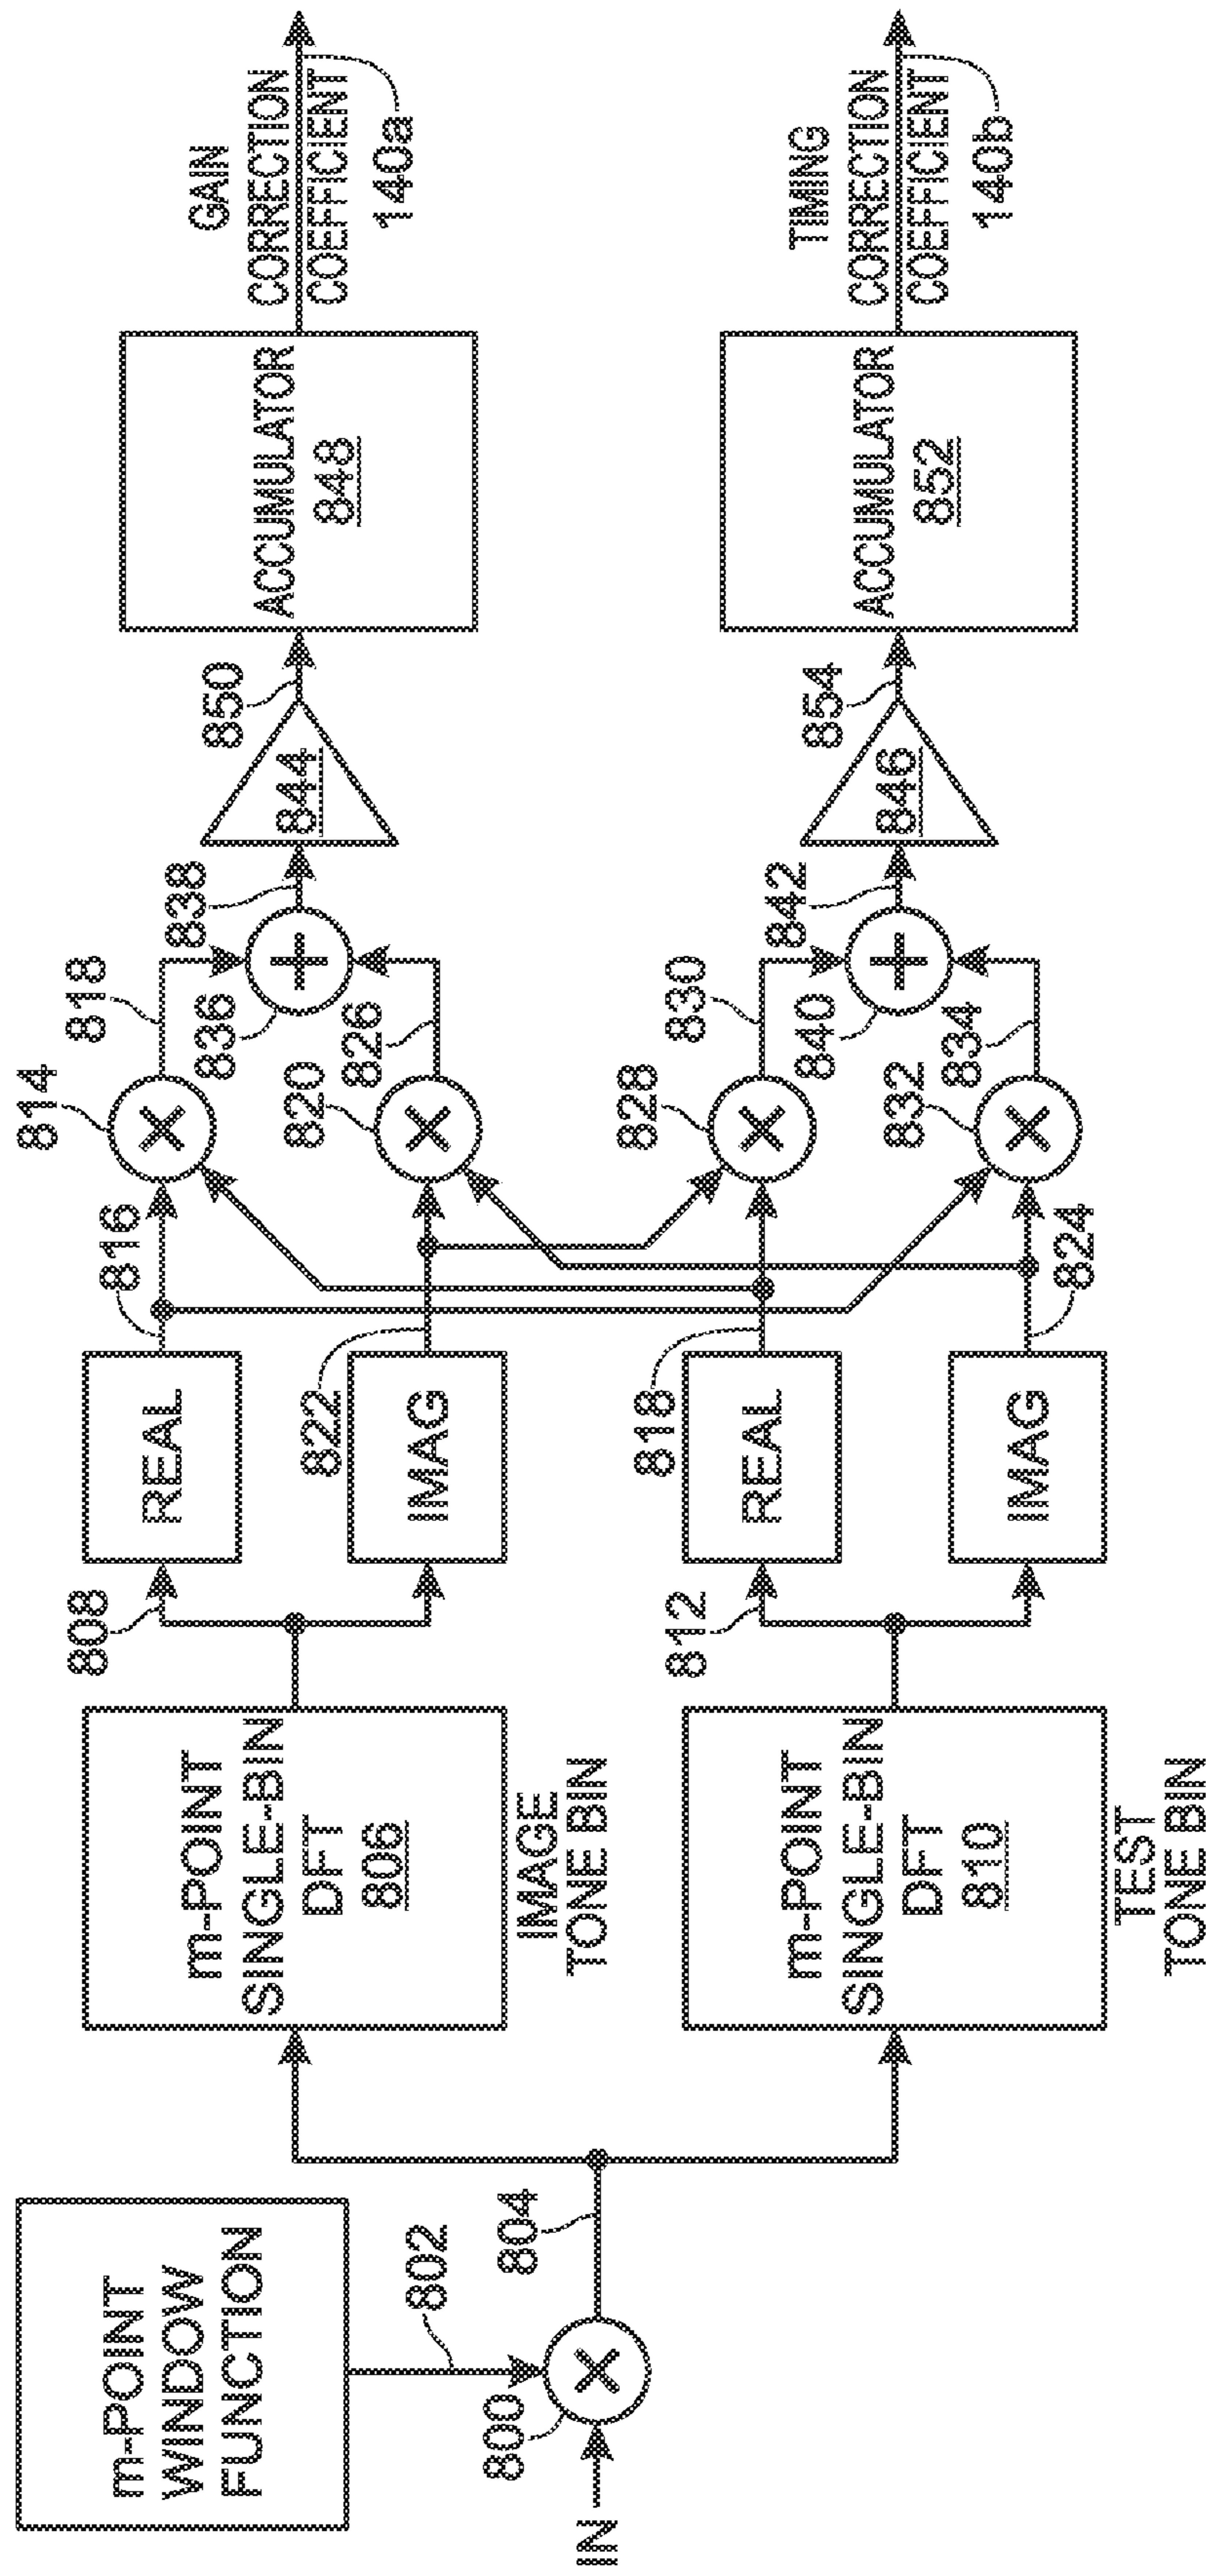 m-POINT
WINDOW
FUNCTION
802
IN
800
804
m-POINT
SINGLE-BIN
DFT
806
IMAGE
TONE BIN
m-POINT
SINGLE-BIN
DFT
810
TEST
TONE BIN
808
REAL
IMAG
812
REAL
IMAG
816
822
818
824
814
818
820
826
828
830
832
834
836
838
840
842
844
846
850
854
ACCUMULATOR
848
ACCUMULATOR
852
GAIN
CORRECTION
COEFFICIENT
140a
TIMING
CORRECTION
COEFFICIENT
140b